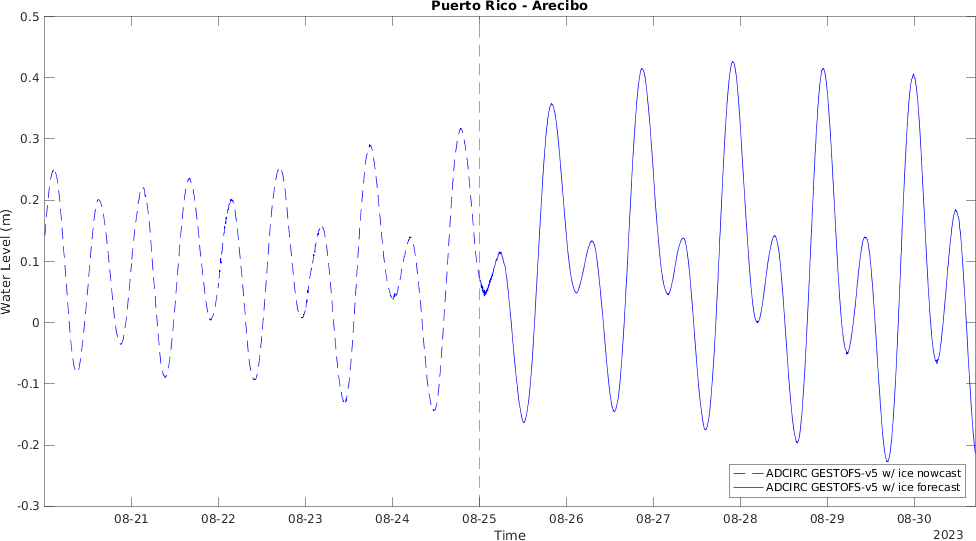 Puerto Rico - Arecibo
0.5
0.4
0.3
0.2
0.1
0
-0.1
-0.2
-0.3
Water Level (m)
ADCIRC GESTOFS-v5 w/ ice nowcast
ADCIRC GESTOFS-v5 w/ ice forecast
08-21 08-22 08-23 08-24 08-25 08-26 08-27 08-28 08-29 08-30
Time
2023